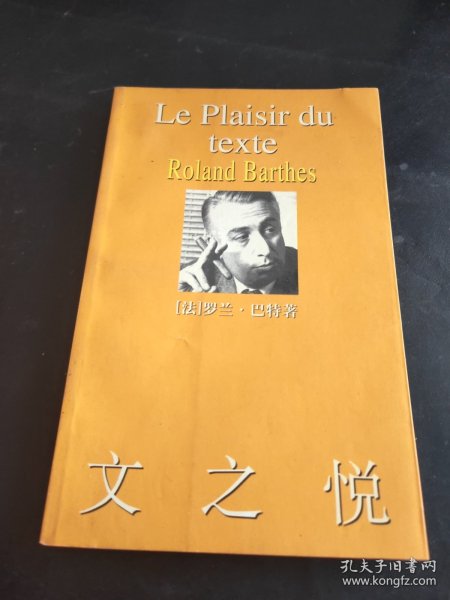 Le Plaisir du
texte
Roland Barthes
[法]罗兰·巴特著
文之悦
孔夫子旧书网
www.kongfz.com